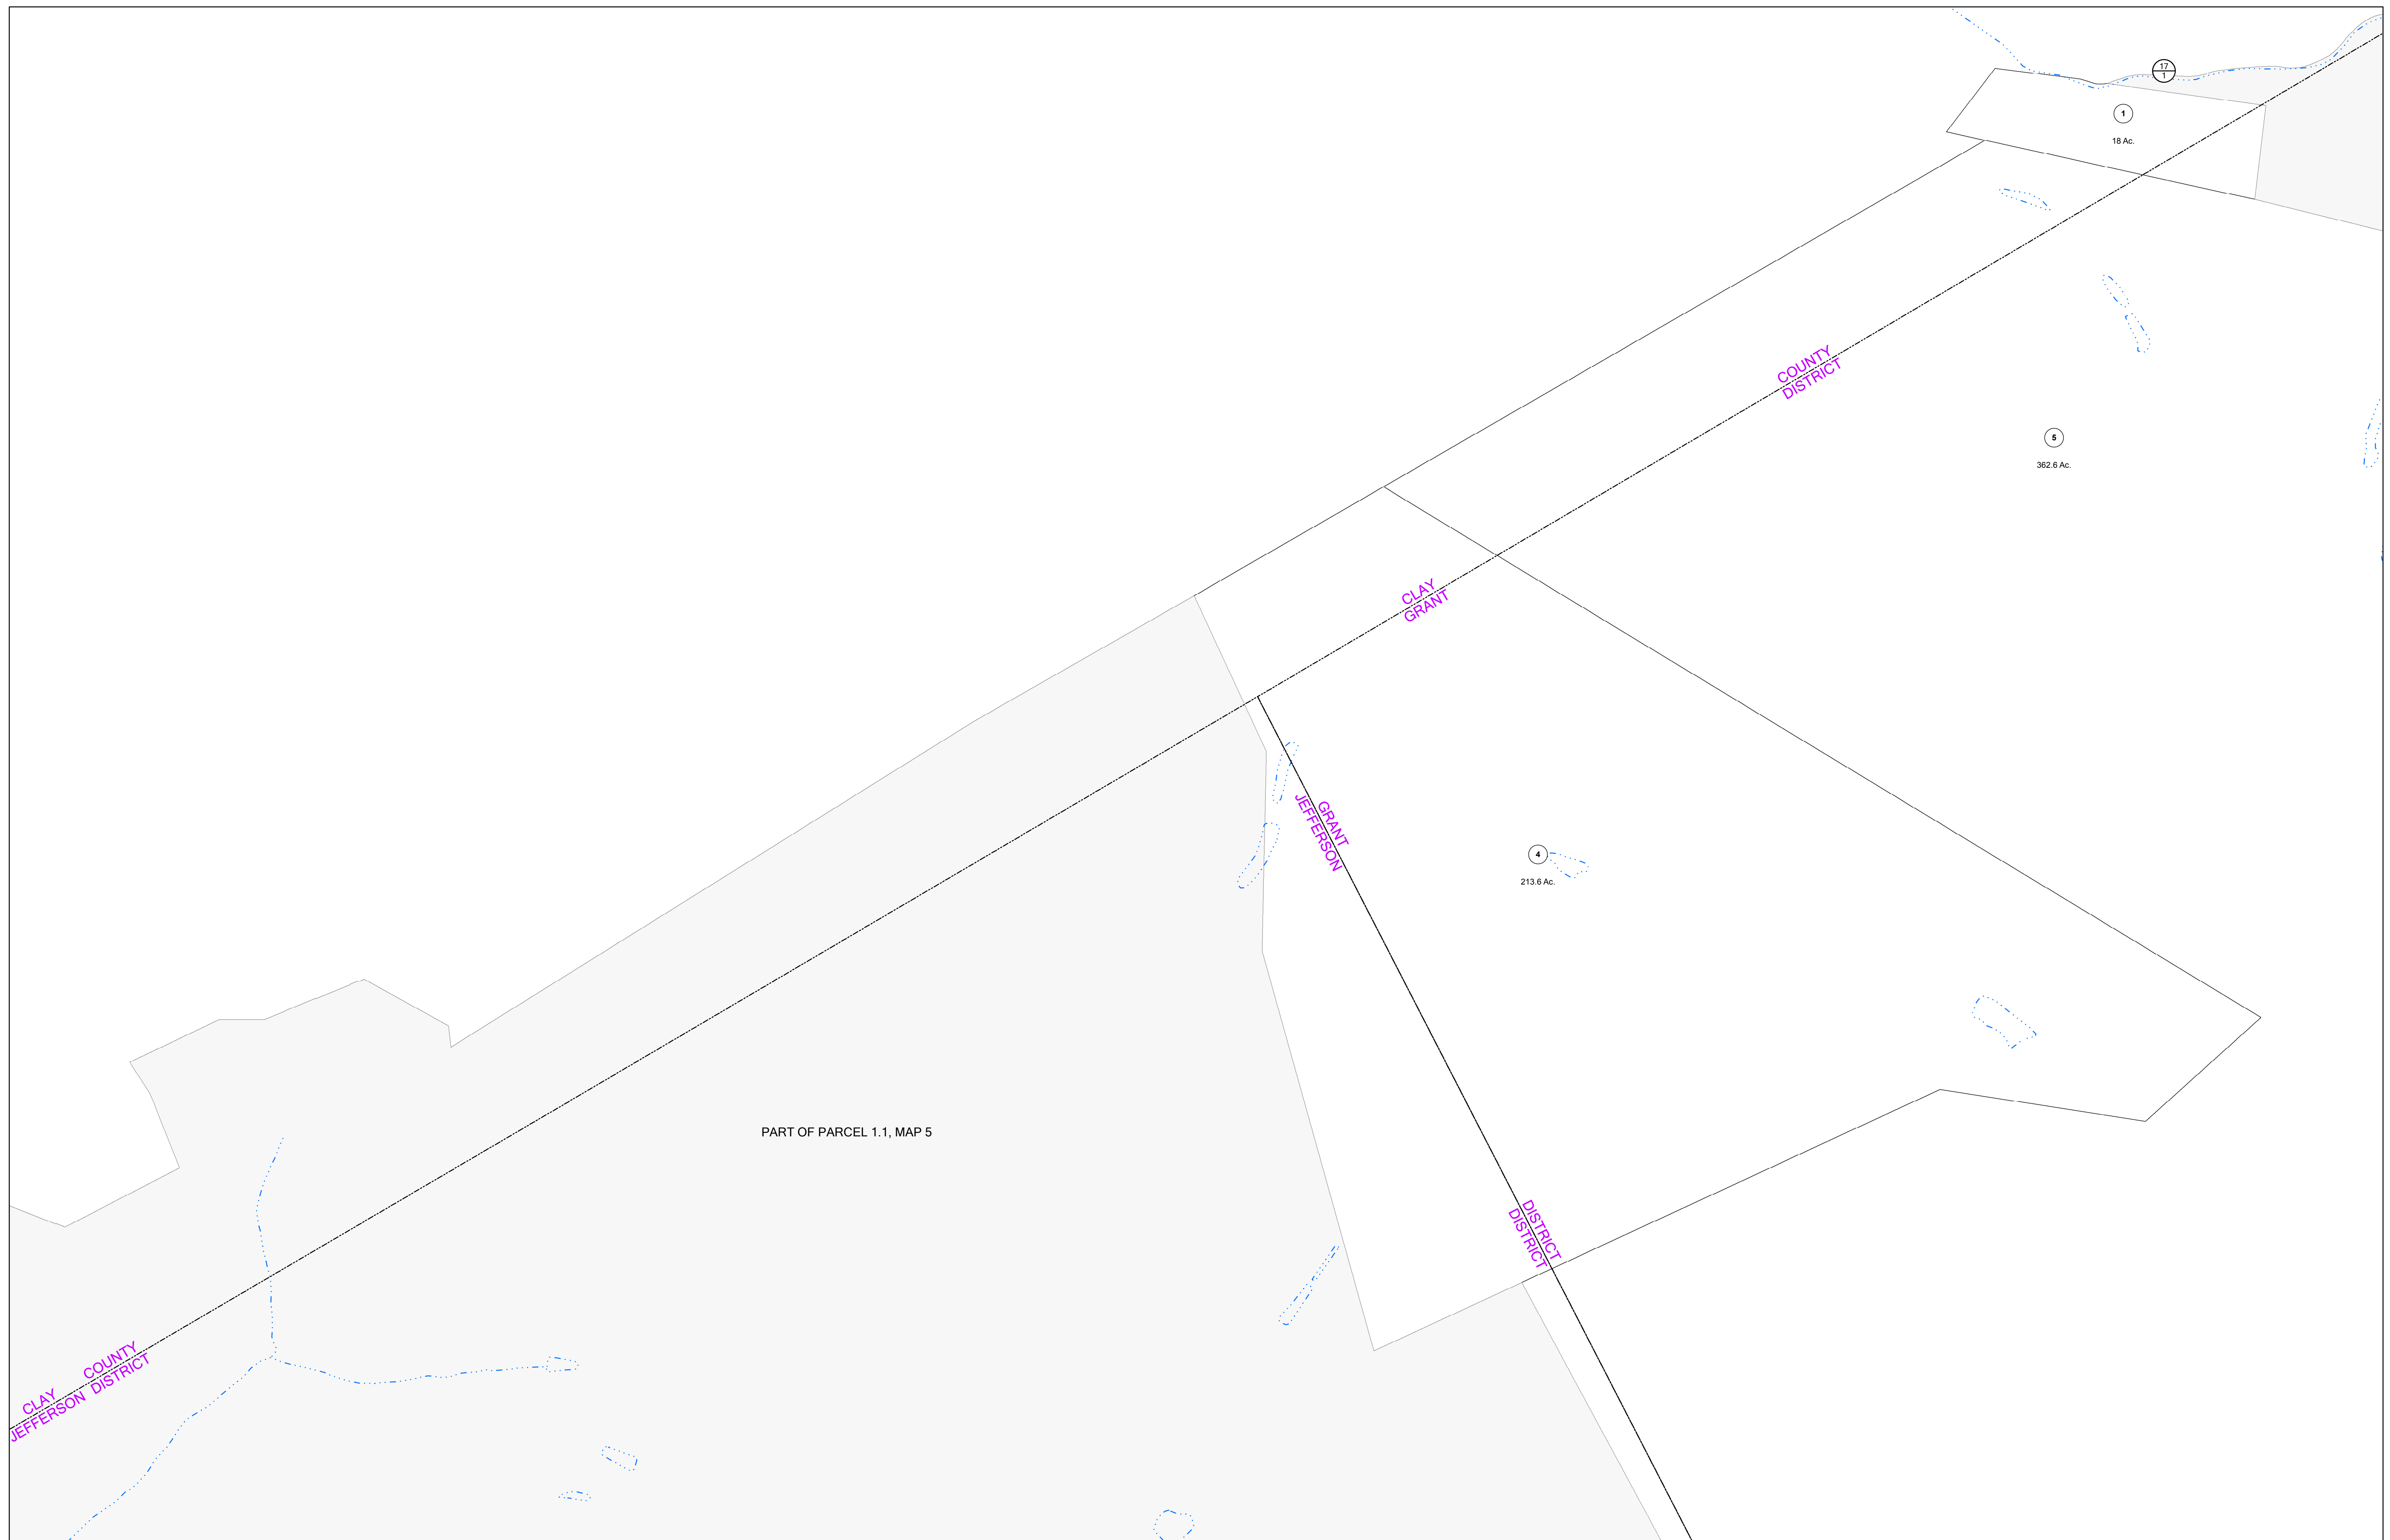 17
1
1
18 Ac.
COUNTY
DISTRICT
5
362.6 Ac.
CLAY
GRANT
GRANT
JEFFERSON
4
213.6 Ac.
PART OF PARCEL 1.1, MAP 5
DISTRICT
DISTRICT
CLAY COUNTY
JEFFERSON DISTRICT